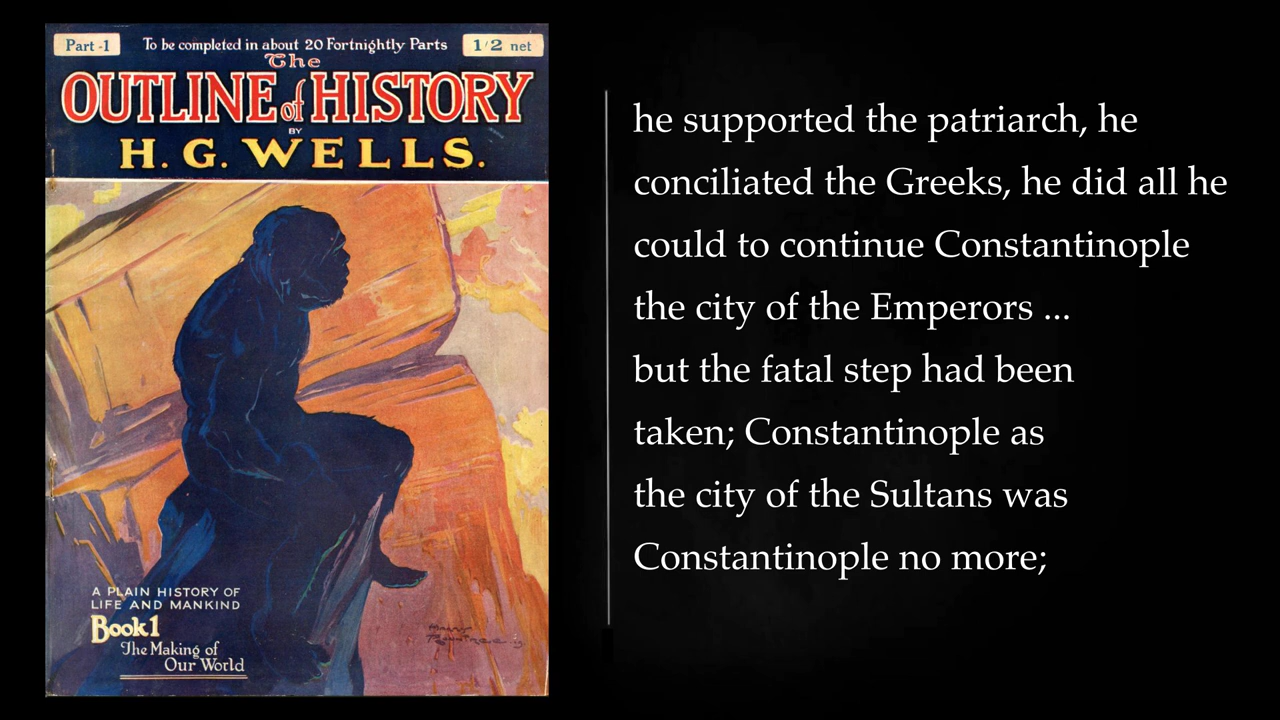 Part -1
To be completed in about 20 Fortnightly Parts
1/2 net
The
OUTLINE of HISTORY
BY
H. G. WELLS.
A PLAIN HISTORY OF
LIFE AND MANKIND
Book 1
The Making of
Our World
he supported the patriarch, he
conciliated the Greeks, he did all he
could to continue Constantinople
the city of the Emperors ...
but the fatal step had been
taken; Constantinople as
the city of the Sultans was
Constantinople no more;